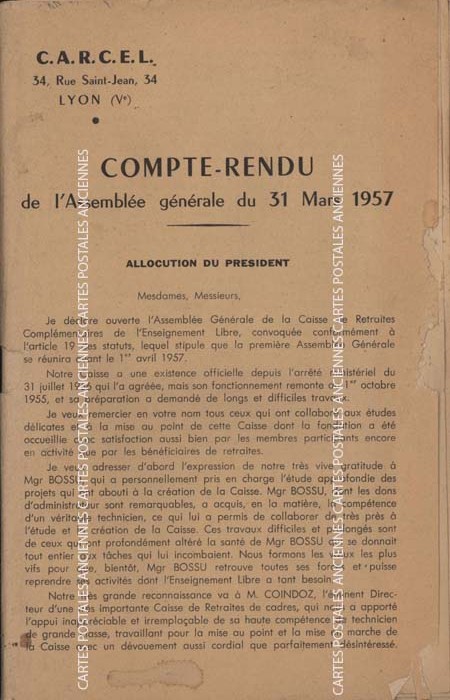 C.A.R.C.E.L.
34, Rue Saint-Jean, 34
LYON (Vᵉ)
COMPTE-RENDU
de l'Assemblée générale du 31 Mars 1957
ALLOCUTION DU PRESIDENT
Mesdames, Messieurs,
Je déclare ouverte l'Assemblée Générale de la Caisse de Retraites
Complémentaires de l'Enseignement Libre, convoquée conformément à
l'article 19 des statuts, lequel stipule que la première Assemblée Générale
se réunira avant le 1ᵉʳ avril 1957.
Notre Caisse a une existence officielle depuis l'arrêté ministériel du
31 juillet 19 qui l'a agréée, mais son fonctionnement remonte au 1ᵉʳ octobre
1955, et sa préparation a demandé de longs et difficiles travaux.
Je veux remercier en votre nom tous ceux qui ont collaboré aux études
délicates et à la mise au point de cette Caisse dont la fondation a été
accueillie avec satisfaction aussi bien par les membres participants encore
en activité que par les bénéficiaires de retraites.
Je veux adresser d'abord l'expression de notre très vive gratitude à
Mgr BOSSU, qui a personnellement pris en charge l'étude approfondie des
projets qui ont abouti à la création de la Caisse. Mgr BOSSU, dont les dons
d'administrateur sont remarquables, a acquis, en la matière, la compétence
d'un véritable technicien, ce qui lui a permis de collaborer de très près à
l'étude et à la création de la Caisse. Ces travaux difficiles et prolongés sont
de ceux qui ont profondément altéré la santé de Mgr BOSSU qui se donnait
tout entier aux tâches qui lui incombaient. Nous formons les vœux les plus
vifs pour que, bientôt, Mgr BOSSU retrouve toutes ses forces et puisse
reprendre les activités dont l'Enseignement Libre a tant besoin.
Notre très grande reconnaissance va à M. COINDOZ, l'éminent Direc-
teur d'une très importante Caisse de Retraites de cadres, qui nous a apporté
l'appui inappréciable et irremplaçable de sa haute compétence de technicien
de grande classe, travaillant pour la mise au point et la mise en marche de
la Caisse avec un dévouement aussi cordial que parfaitement désintéressé.
CARTES POSTALES ANCIENNES CARTES POSTALES ANCIENNES CARTES POSTALES ANCIENNES
CARTES POSTALES ANCIENNES CARTES POSTALES ANCIENNES CARTES POSTALES ANCIENNES